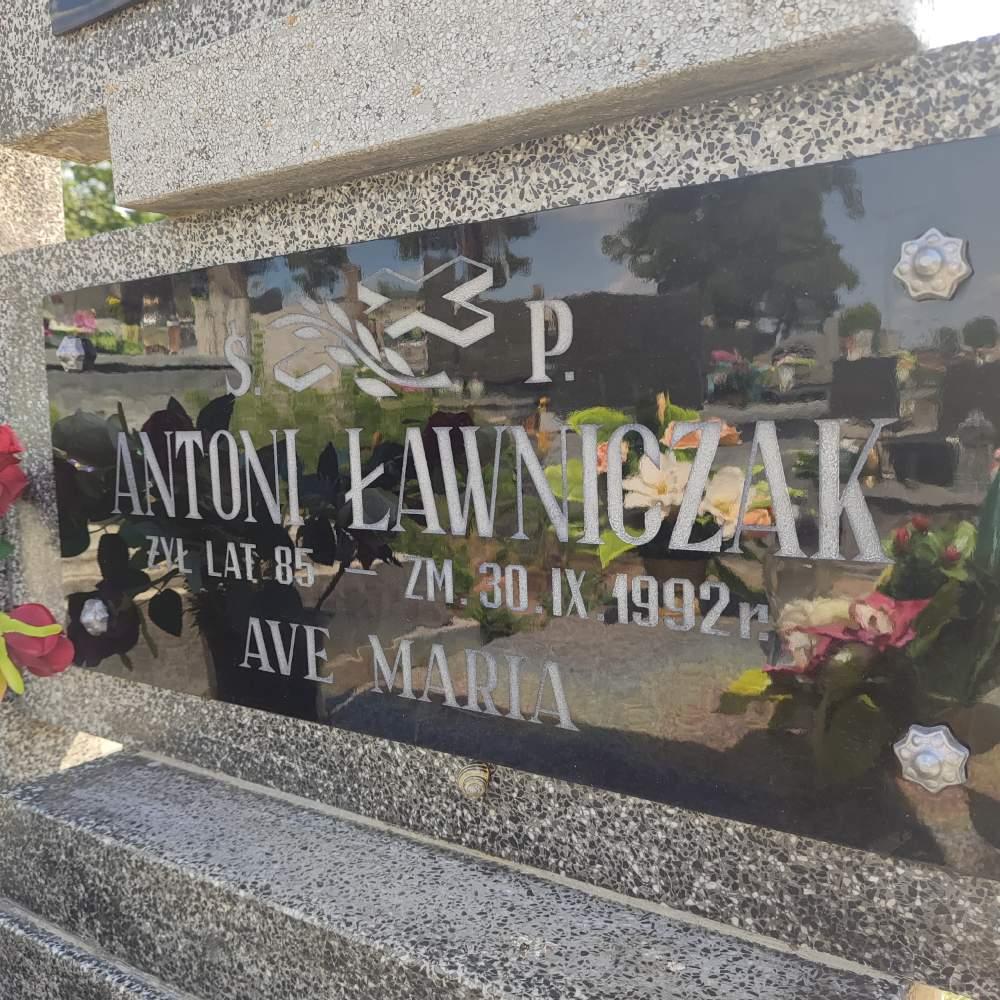 Ś. P.
ANTONI ŁAWNICZAK
ŻYŁ LAT 85 — ZM. 30. IX. 1992 r.
AVE MARIA